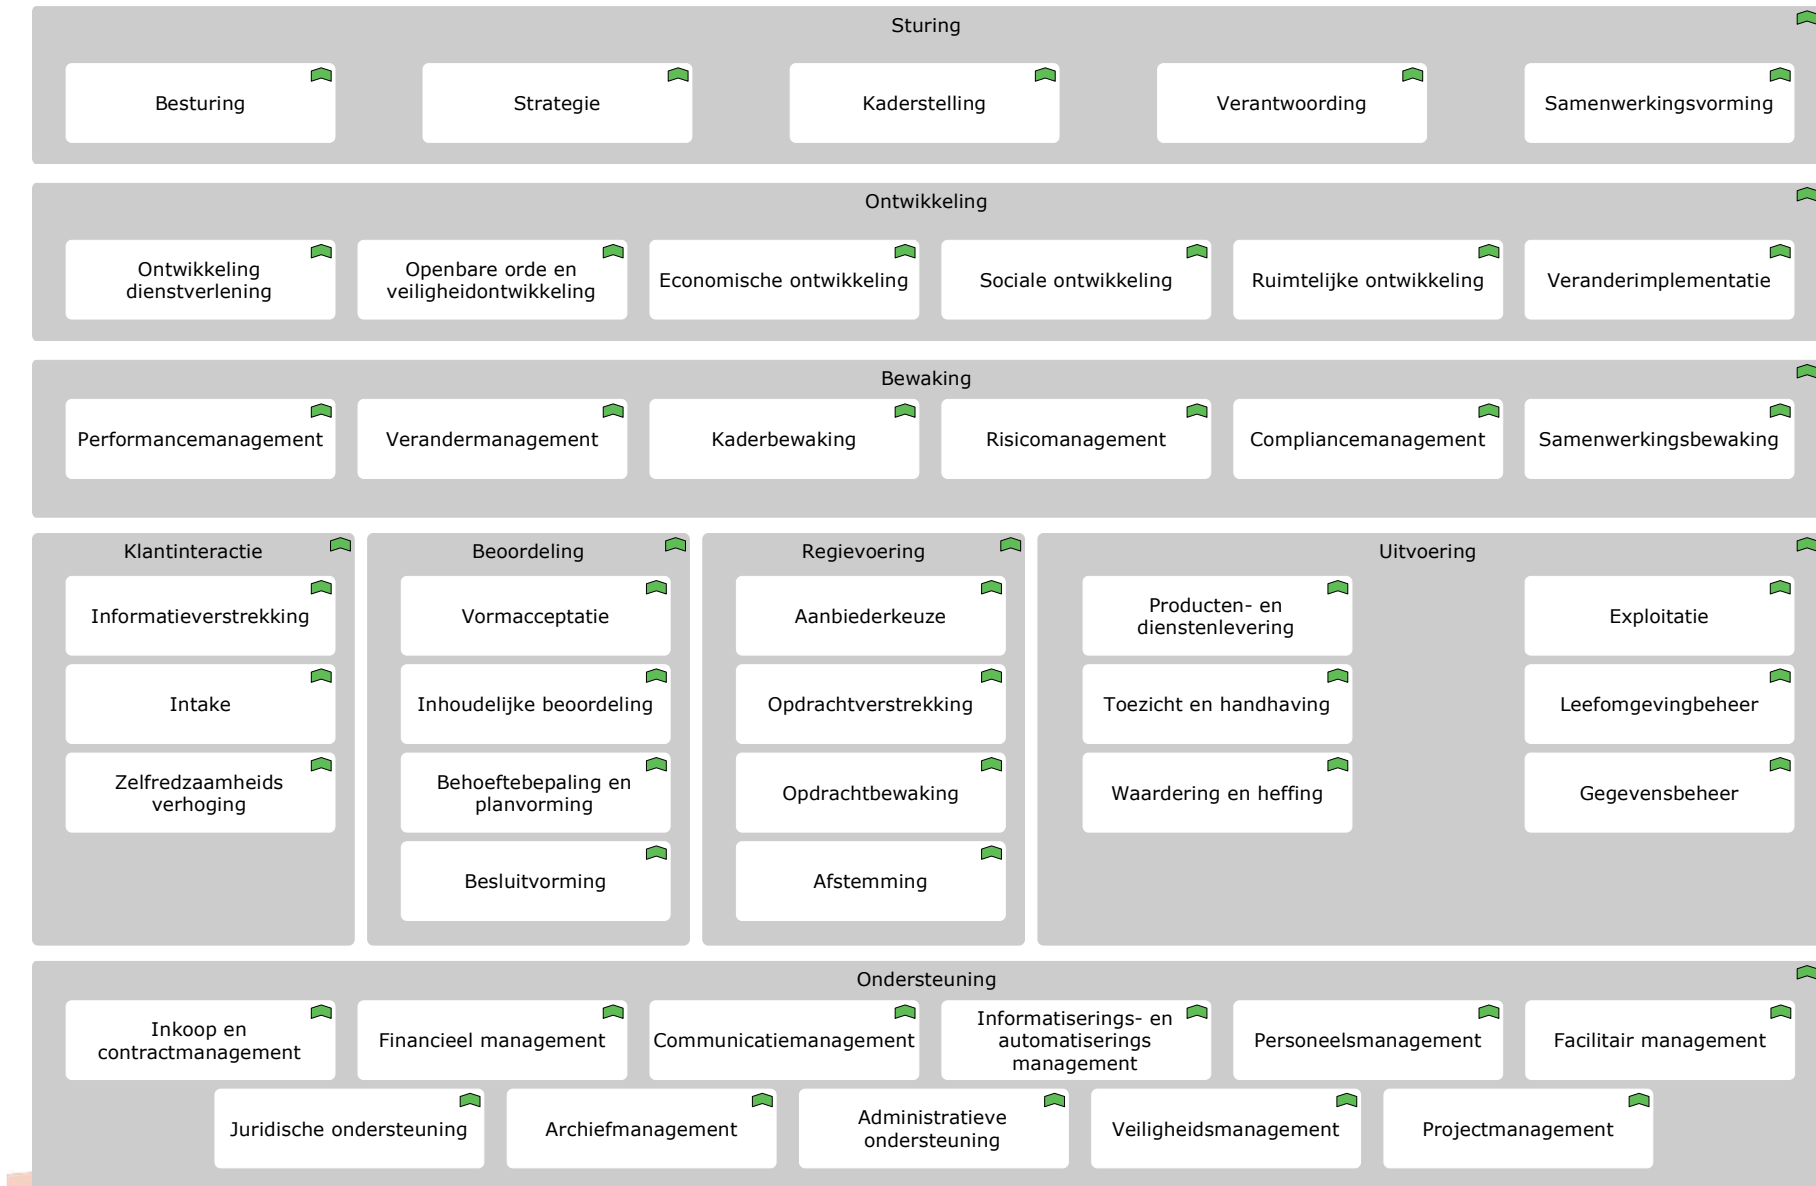 Sturing
Besturing
Strategie
Kaderstelling
Verantwoording
Samenwerkingsvorming
Ontwikkeling
Ontwikkeling
dienstverlening
Openbare orde en
veiligheidontwikkeling
Economische ontwikkeling
Sociale ontwikkeling
Ruimtelijke ontwikkeling
Veranderimplementatie
Bewaking
Performancemanagement
Verandermanagement
Kaderbewaking
Risicomanagement
Compliancemanagement
Samenwerkingsbewaking
Klantinteractie
Informatieverstrekking
Intake
Zelfredzaamheids
verhoging
Beoordeling
Vormacceptatie
Inhoudelijke beoordeling
Behoeftebepaling en
planvorming
Besluitvorming
Regievoering
Aanbiederkeuze
Opdrachtverstrekking
Opdrachtbewaking
Afstemming
Uitvoering
Producten- en
dienstenlevering
Toezicht en handhaving
Waardering en heffing
Exploitatie
Leefomgevingbeheer
Gegevensbeheer
Ondersteuning
Inkoop en
contractmanagement
Financieel management
Communicatiemanagement
Informatiserings- en
automatiserings
management
Personeelsmanagement
Facilitair management
Juridische ondersteuning
Archiefmanagement
Administratieve
ondersteuning
Veiligheidsmanagement
Projectmanagement